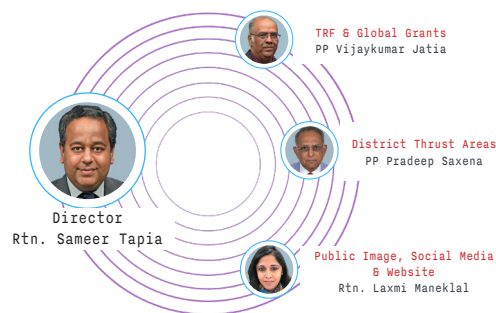 TRF & Global Grants
PP Vijaykumar Jatia
District Thrust Areas
PP Pradeep Saxena
Director
Rtn. Sameer Tapia
Public Image, Social Media
& Website
Rtn. Laxmi Maneklal